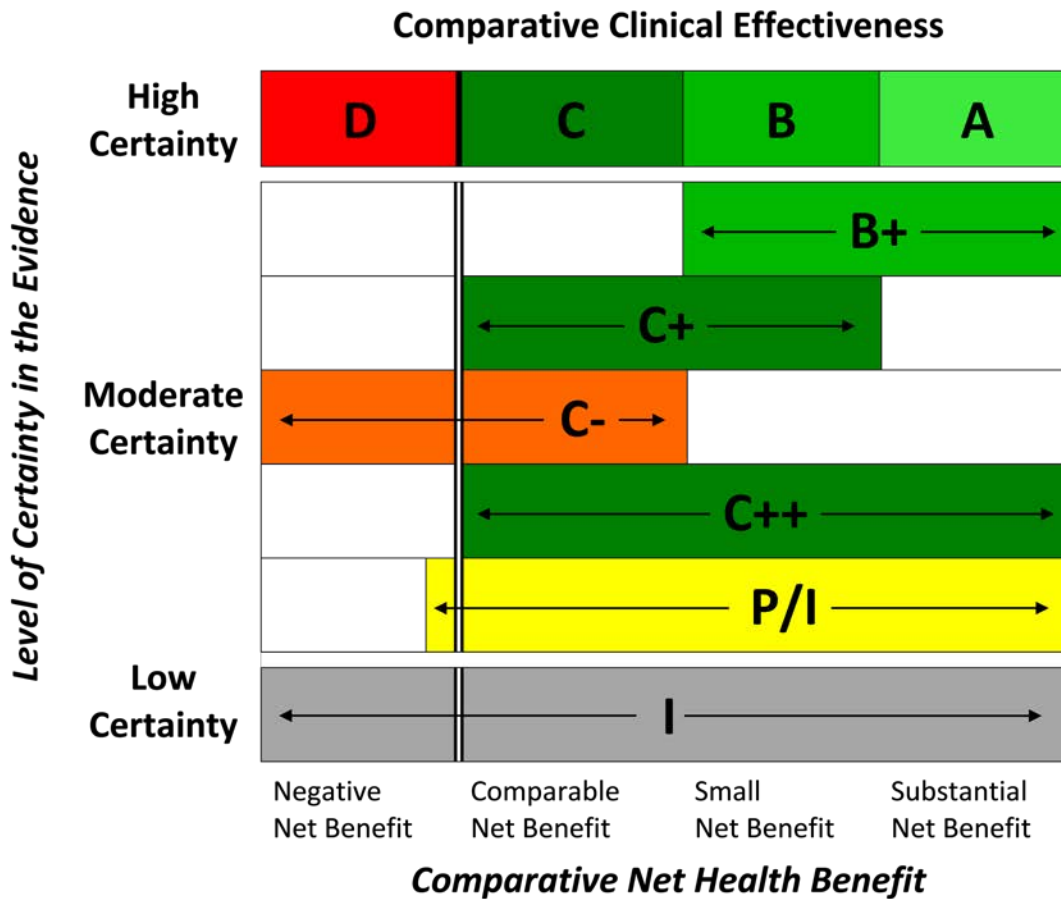 Comparative Clinical Effectiveness
High
Certainty
D
C
B
A
B+
C+
Moderate
Certainty
C-
C++
P/I
Low
Certainty
I
Level of Certainty in the Evidence
Negative
Net Benefit
Comparable
Net Benefit
Small
Net Benefit
Substantial
Net Benefit
Comparative Net Health Benefit